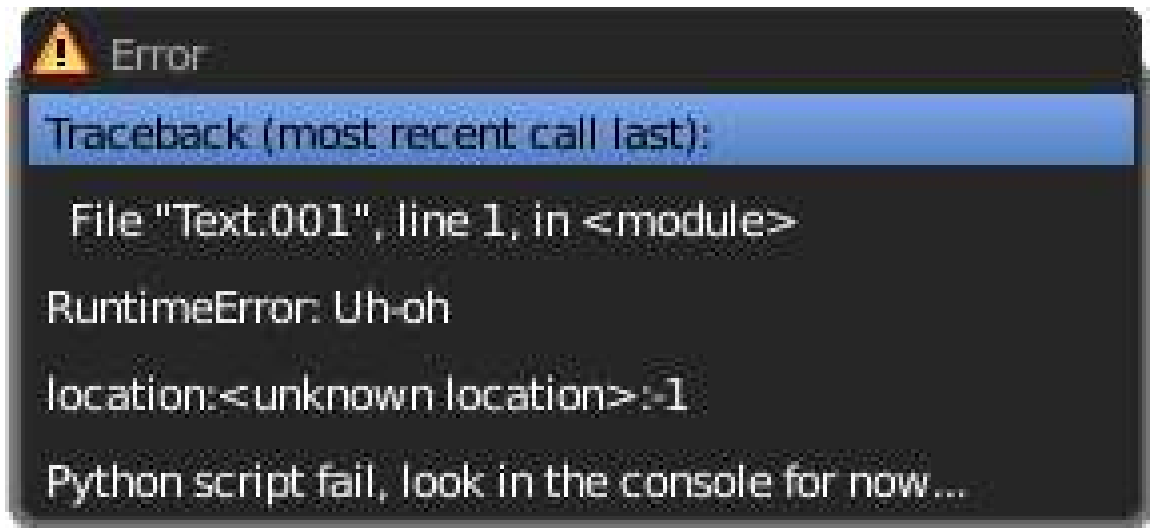 Error
Traceback (most recent call last):
File "Text.001", line 1, in <module>
RuntimeError: Uh-oh
location:<unknown location>:-1
Python script fail, look in the console for now...